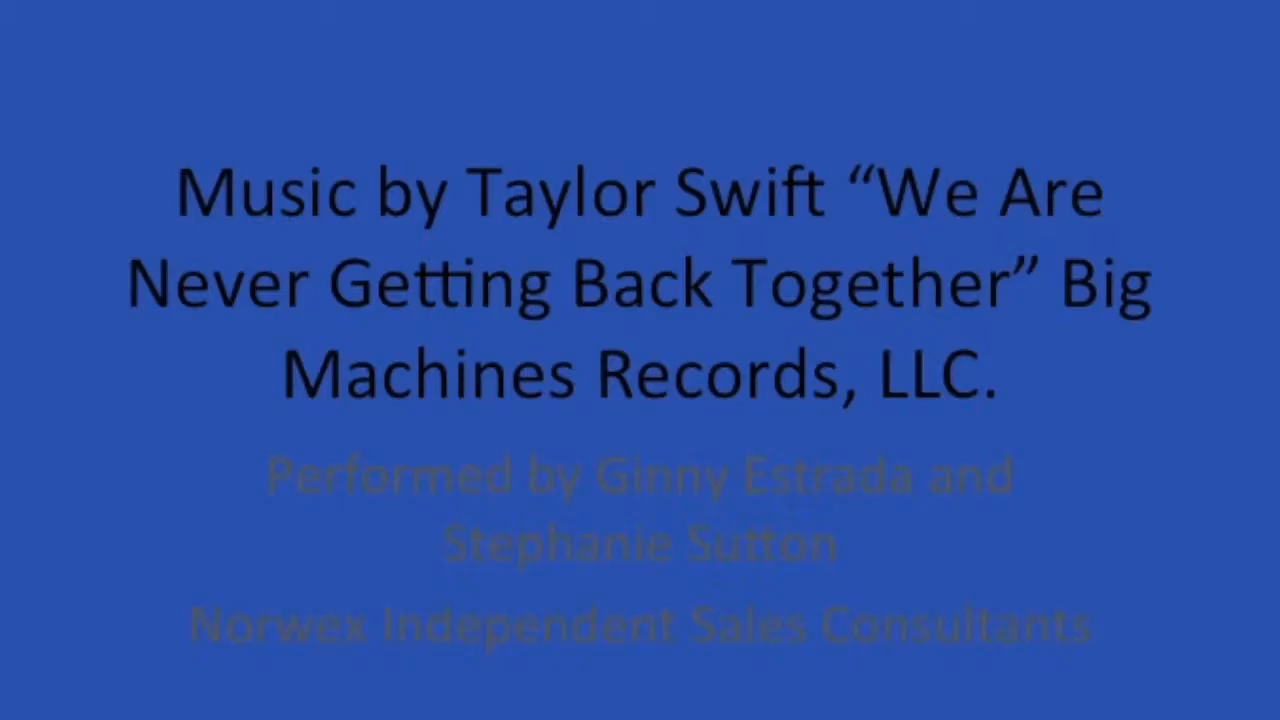 Music by Taylor Swift “We Are
Never Getting Back Together” Big
Machines Records, LLC.
Performed by Ginny Estrada and
Stephanie Sutton
Norwex Independent Sales Consultants